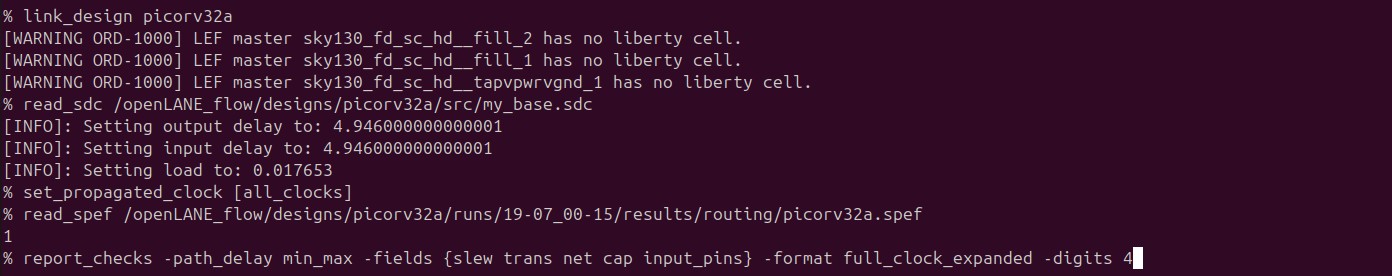 % link_design picorv32a
[WARNING ORD-1000] LEF master sky130_fd_sc_hd__fill_2 has no liberty cell.
[WARNING ORD-1000] LEF master sky130_fd_sc_hd__fill_1 has no liberty cell.
[WARNING ORD-1000] LEF master sky130_fd_sc_hd__tapvpwrvgnd_1 has no liberty cell.
% read_sdc /openLANE_flow/designs/picorv32a/src/my_base.sdc
[INFO]: Setting output delay to: 4.946000000000001
[INFO]: Setting input delay to: 4.946000000000001
[INFO]: Setting load to: 0.017653
% set_propagated_clock [all_clocks]
% read_spef /openLANE_flow/designs/picorv32a/runs/19-07_00-15/results/routing/picorv32a.spef
1
% report_checks -path_delay min_max -fields {slew trans net cap input_pins} -format full_clock_expanded -digits 4